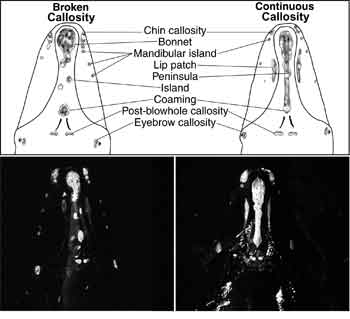 Broken
Callosity
Continuous
Callosity
Chin callosity
Bonnet
Mandibular island
Lip patch
Peninsula
Island
Coaming
Post-blowhole callosity
Eyebrow callosity